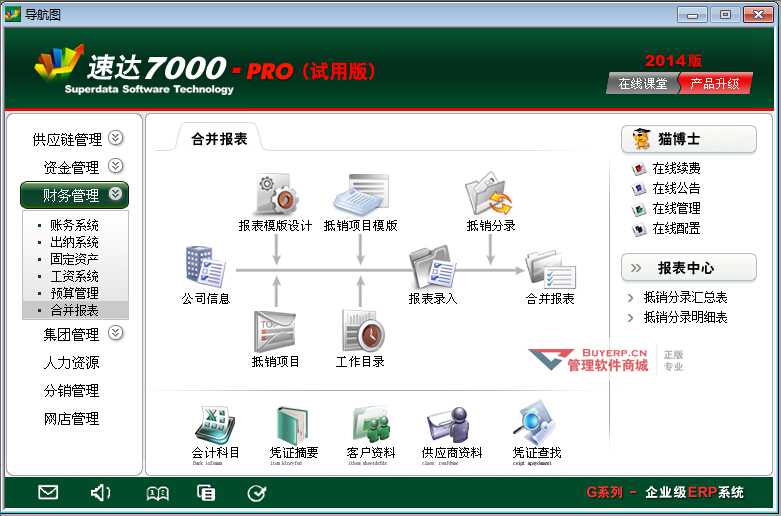 导航图
速达7000-PRO（试用版）
Superdata Software Technology
2014版
在线课堂 产品升级
供应链管理
资金管理
财务管理
账务系统
出纳系统
固定资产
工资系统
预算管理
合并报表
集团管理
人力资源
分销管理
网店管理
合并报表
报表模版设计 抵销项目模版 抵销分录
公司信息 报表录入 合并报表
抵销项目 工作目录
会计科目 凭证摘要 客户资料 供应商资料 凭证查找
猫博士
在线续费
在线公告
在线管理
在线配置
报表中心
抵销分录汇总表
抵销分录明细表
BUYERP.CN 正版
管理软件商城 专业
G系列 - 企业级ERP系统